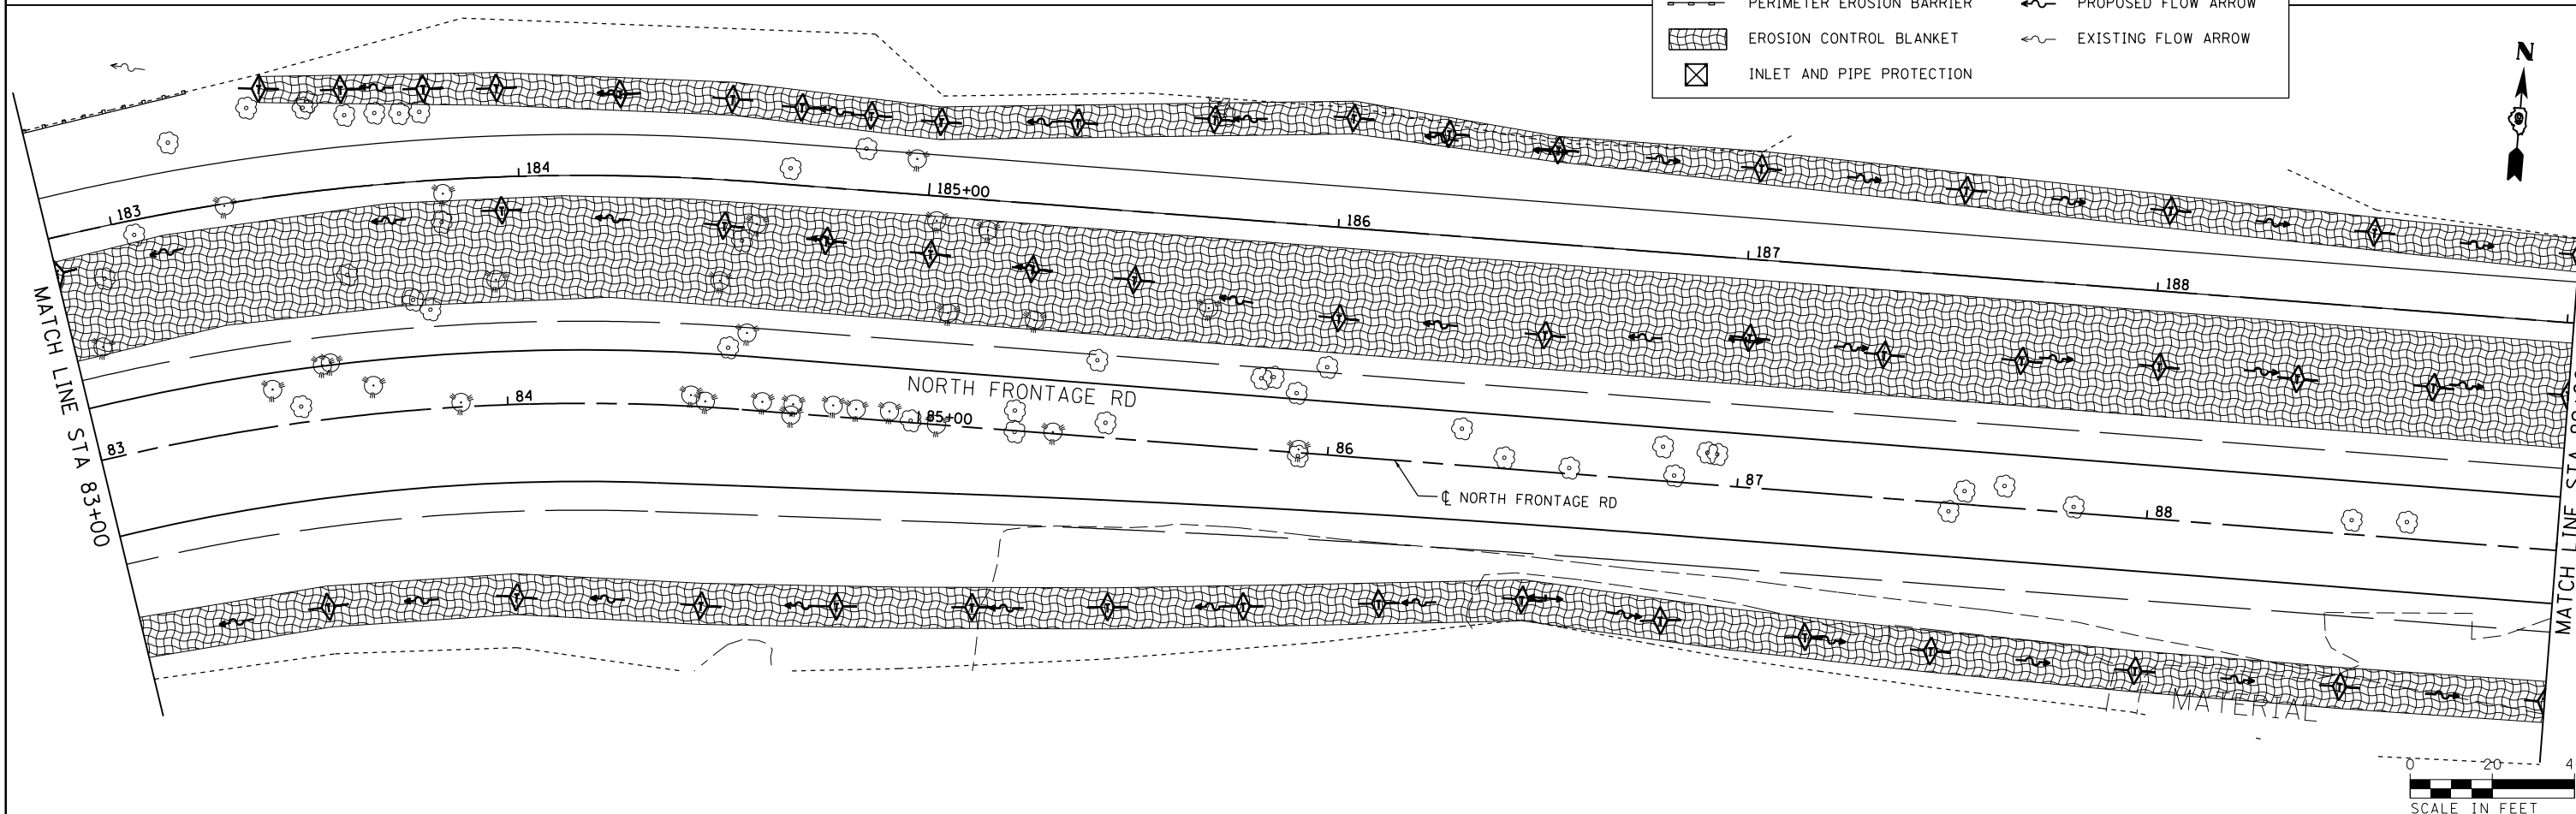 PERIMETER EROSION BARRIER
PROPOSED FLOW ARROW
EROSION CONTROL BLANKET
EXISTING FLOW ARROW
INLET AND PIPE PROTECTION
N
183
184
185+00
186
187
188
MATCH LINE STA 83+00
NORTH FRONTAGE RD
83
84
85+00
86
87
88
℄ NORTH FRONTAGE RD
MATCH LINE STA
MATERIAL
0 20 4
SCALE IN FEET